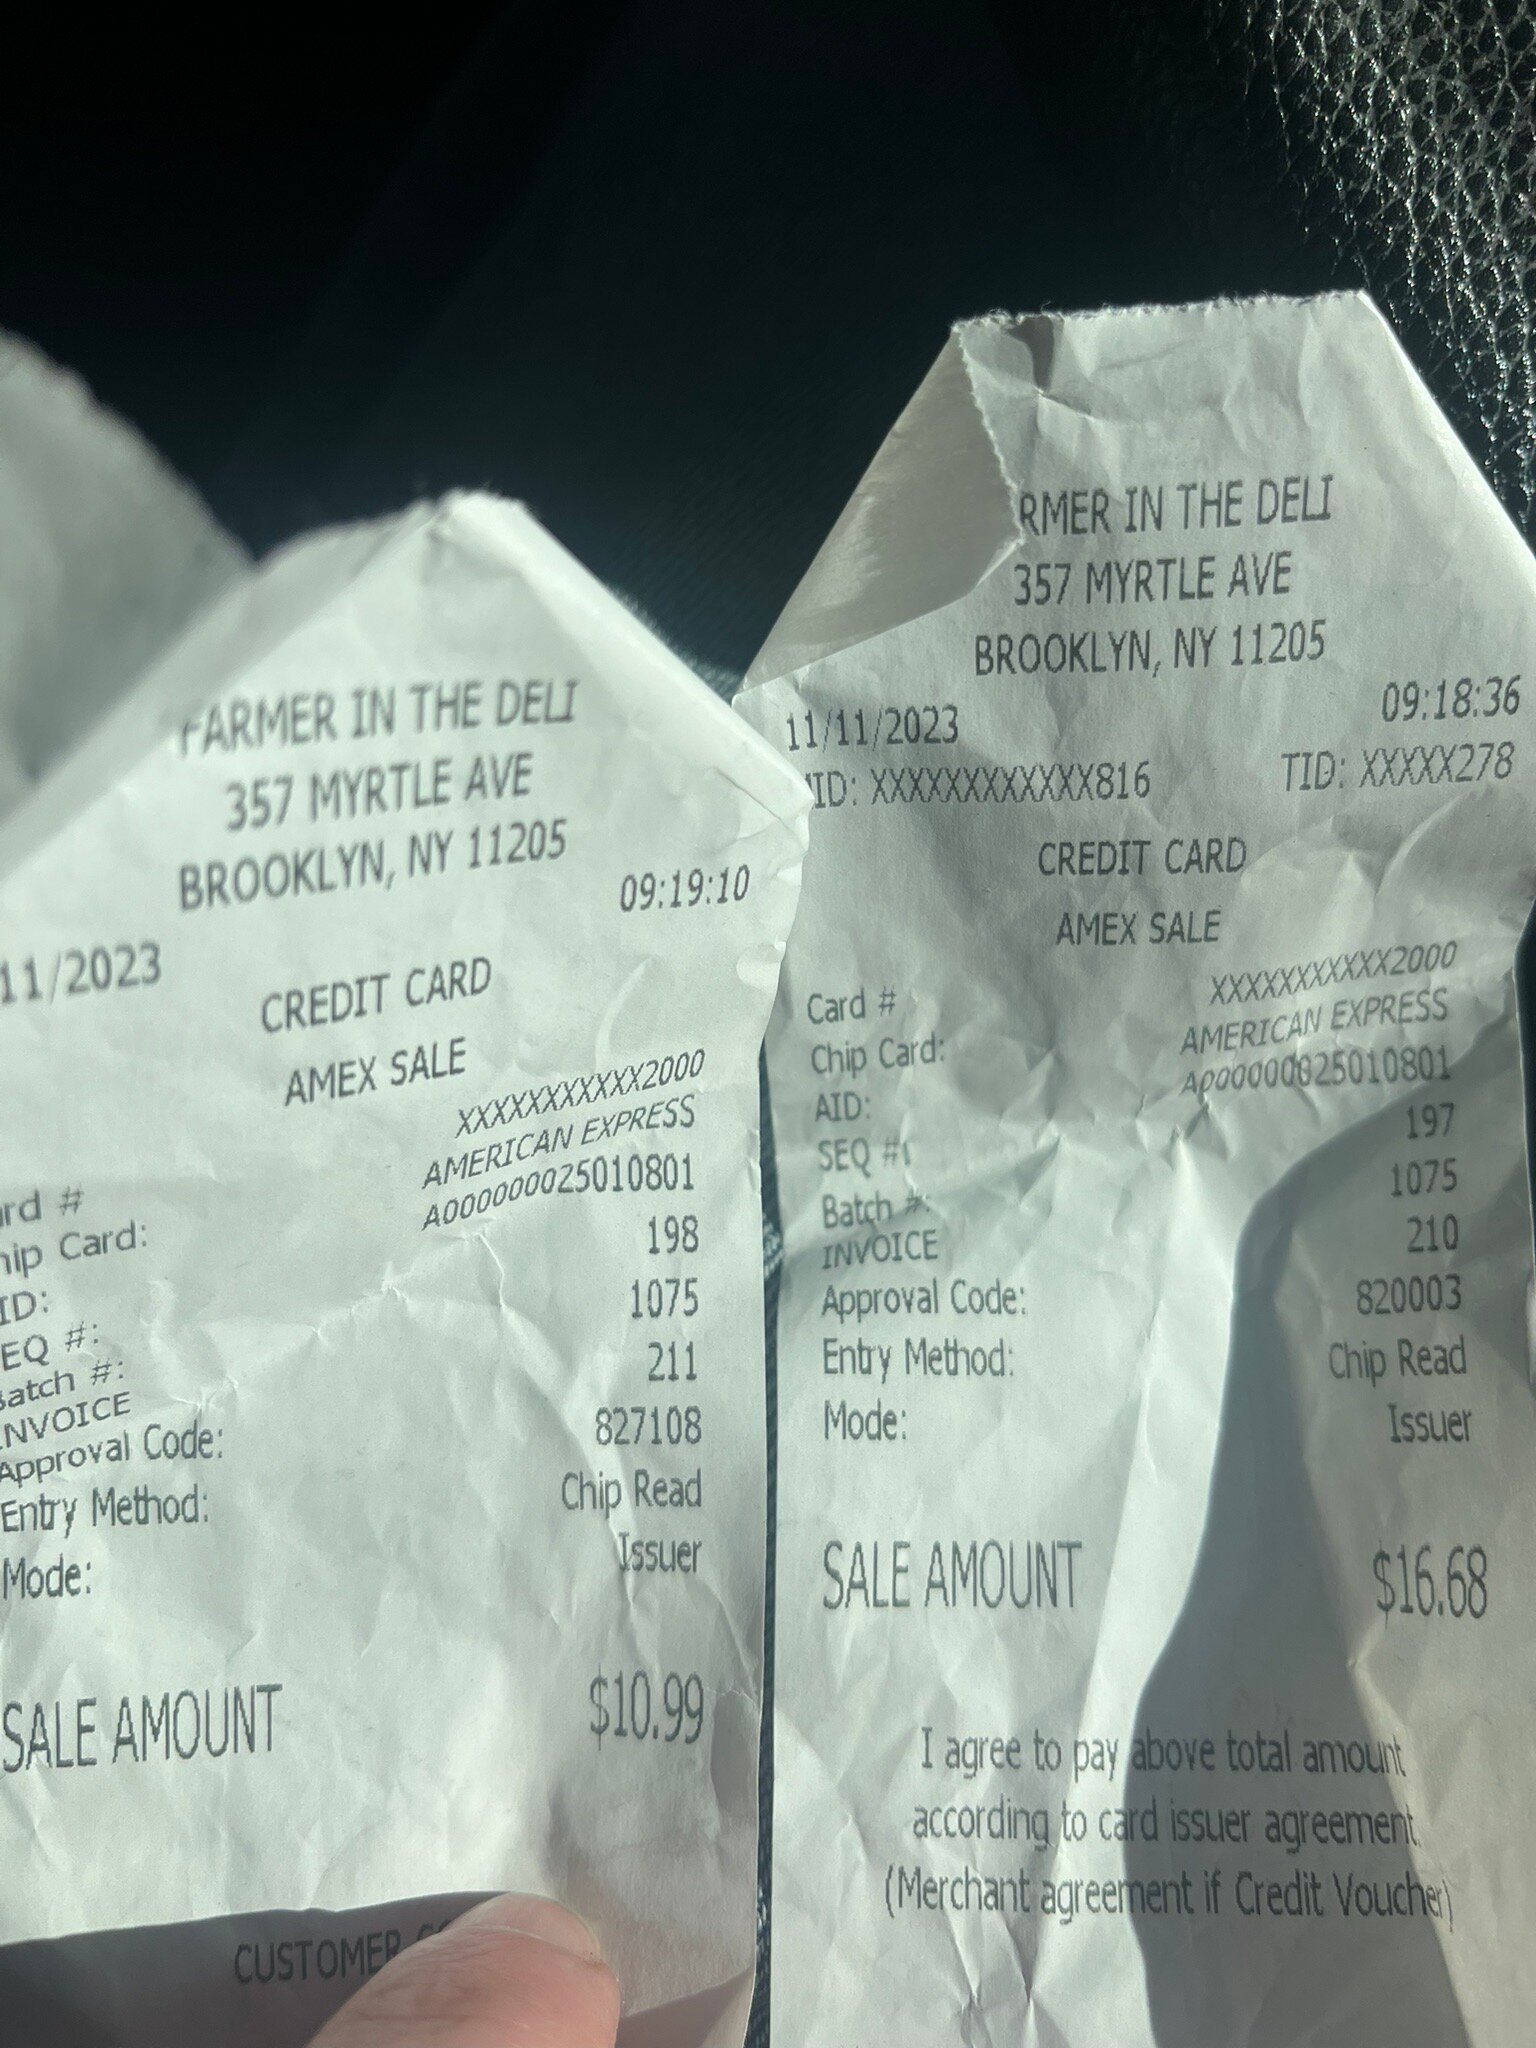 FARMER IN THE DELI
357 MYRTLE AVE
BROOKLYN, NY 11205
09:19:10
11/2023
CREDIT CARD
AMEX SALE
rd # XXXXXXXXXXX2000
hip Card: AMERICAN EXPRESS
ID: A000000025010801
EQ #: 198
Batch #: 1075
INVOICE 211
Approval Code: 827108
Entry Method: Chip Read
Mode: Issuer
SALE AMOUNT $10.99
CUSTOMER
RMER IN THE DELI
357 MYRTLE AVE
BROOKLYN, NY 11205
11/11/2023 09:18:36
ID: XXXXXXXXXXXX816 TID: XXXXX278
CREDIT CARD
AMEX SALE
Card # XXXXXXXXXXX2000
Chip Card: AMERICAN EXPRESS
AID: A000000025010801
SEQ #: 197
Batch #: 1075
INVOICE 210
Approval Code: 820003
Entry Method: Chip Read
Mode: Issuer
SALE AMOUNT $16.68
I agree to pay above total amount
according to card issuer agreement.
(Merchant agreement if Credit Voucher)